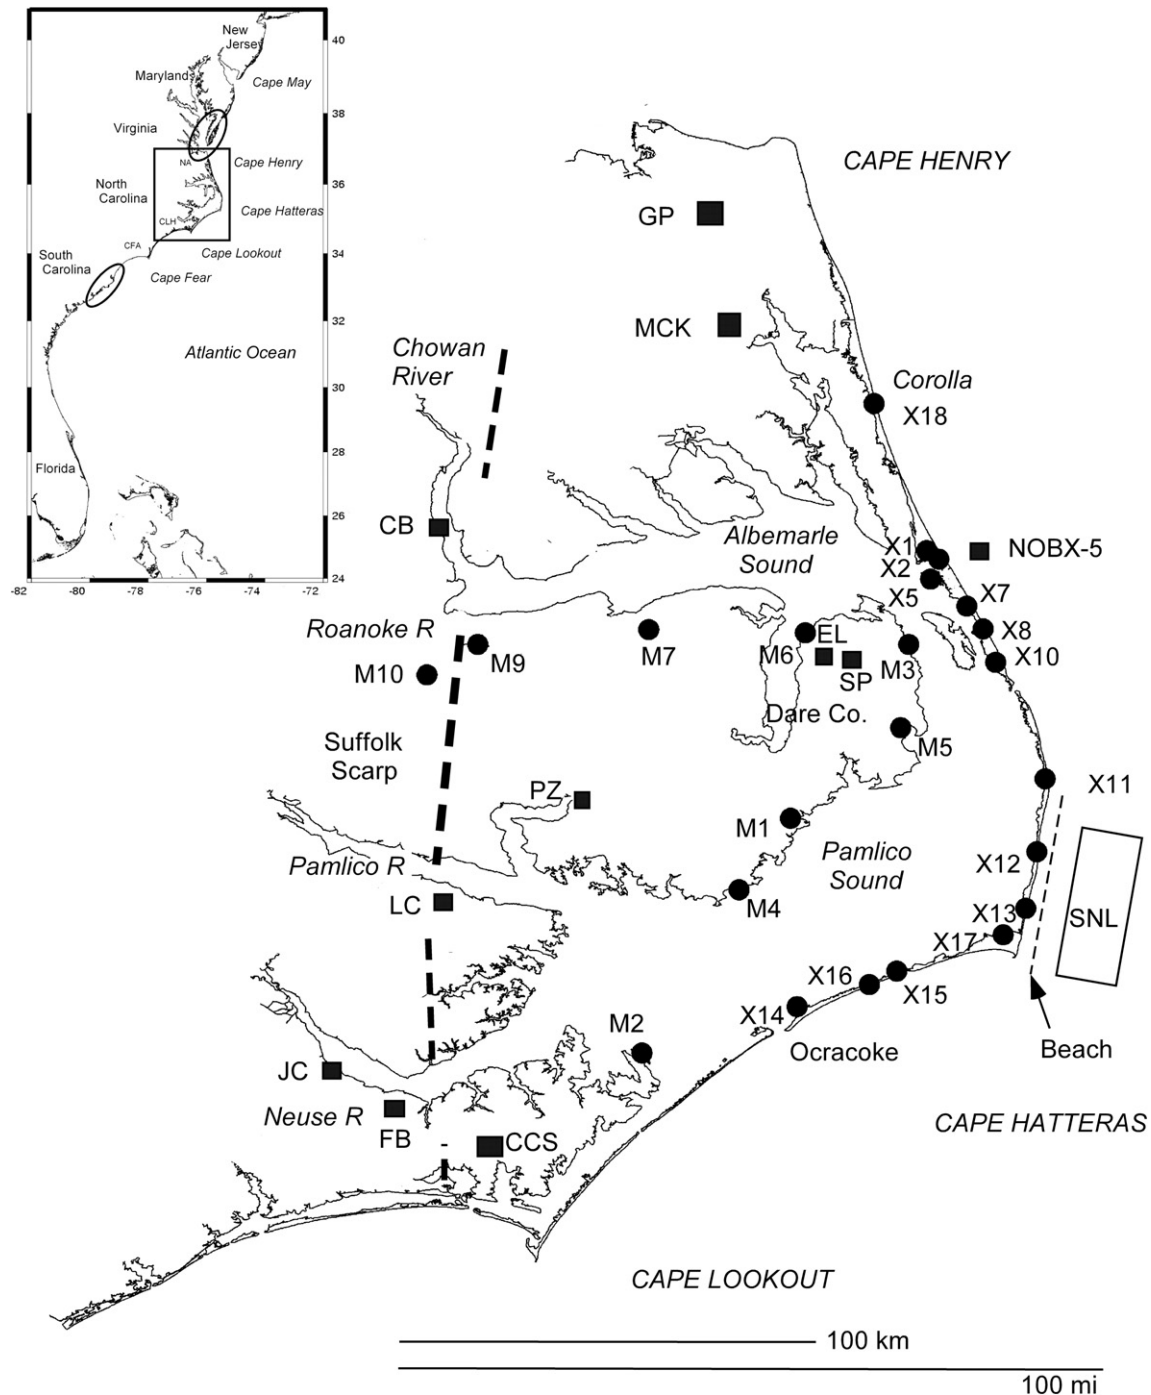 New
Jersey
40
Maryland
Cape May
38
Virginia
NA
Cape Henry
36
North
Carolina
Cape Hatteras
CLH
CFA
34
South
Carolina
Cape Lookout
Cape Fear
32
Atlantic Ocean
30
28
Florida
26
24
-82
-80
-78
-76
-74
-72
CAPE HENRY
GP
MCK
Chowan
River
Corolla
X18
CB
Albemarle
Sound
X1
NOBX-5
X2
X5
X7
Roanoke R
X8
EL
M10
M9
M7
M6
M3
X10
SP
Dare Co.
Suffolk
Scarp
M5
PZ
X11
M1
Pamlico R
Pamlico
Sound
X12
LC
M4
X13
SNL
X17
X16
X15
X14
M2
Ocracoke
Beach
JC
Neuse R
FB
CCS
CAPE HATTERAS
CAPE LOOKOUT
100 km
100 mi